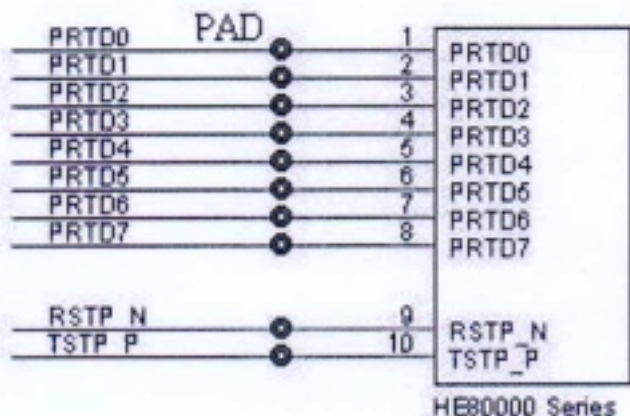 PAD
PRTD0 1 PRTD0
PRTD1 2 PRTD1
PRTD2 3 PRTD2
PRTD3 4 PRTD3
PRTD4 5 PRTD4
PRTD5 6 PRTD5
PRTD6 7 PRTD6
PRTD7 8 PRTD7
RSTP_N 9 RSTP_N
TSTP_P 10 TSTP_P
HE80000 Series